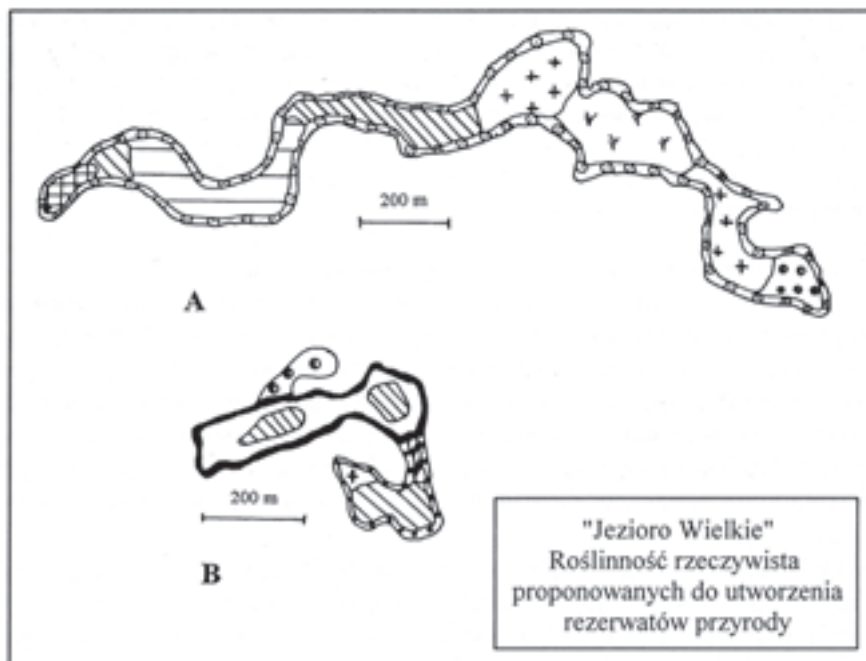 200 m
A
200 m
B
"Jezioro Wielkie"
Roślinność rzeczywista
proponowanych do utworzenia
rezerwatów przyrody